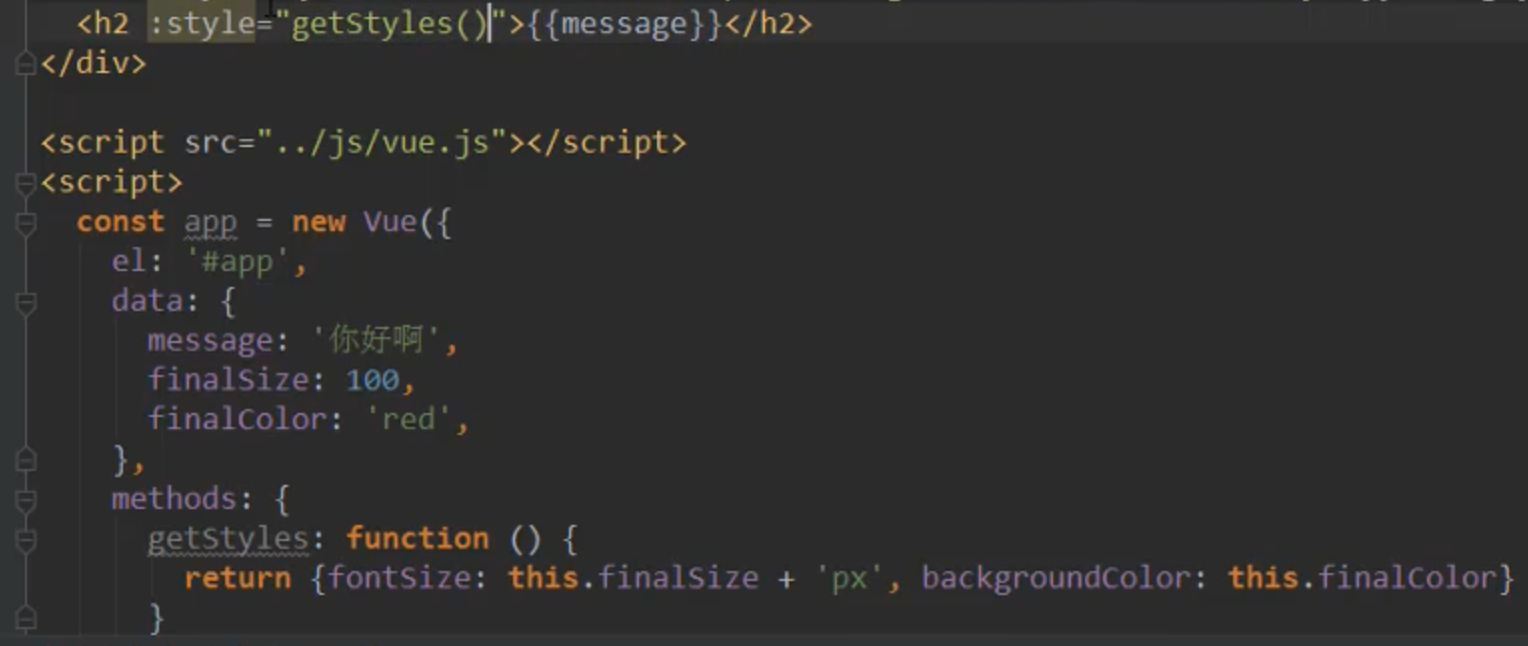 <h2 :style="getStyles()">{{message}}</h2>
</div>
<script src="../js/vue.js"></script>
<script>
const app = new Vue({
el: '#app',
data: {
message: '你好啊',
finalSize: 100,
finalColor: 'red',
},
methods: {
getStyles: function () {
return {fontSize: this.finalSize + 'px', backgroundColor: this.finalColor}
}